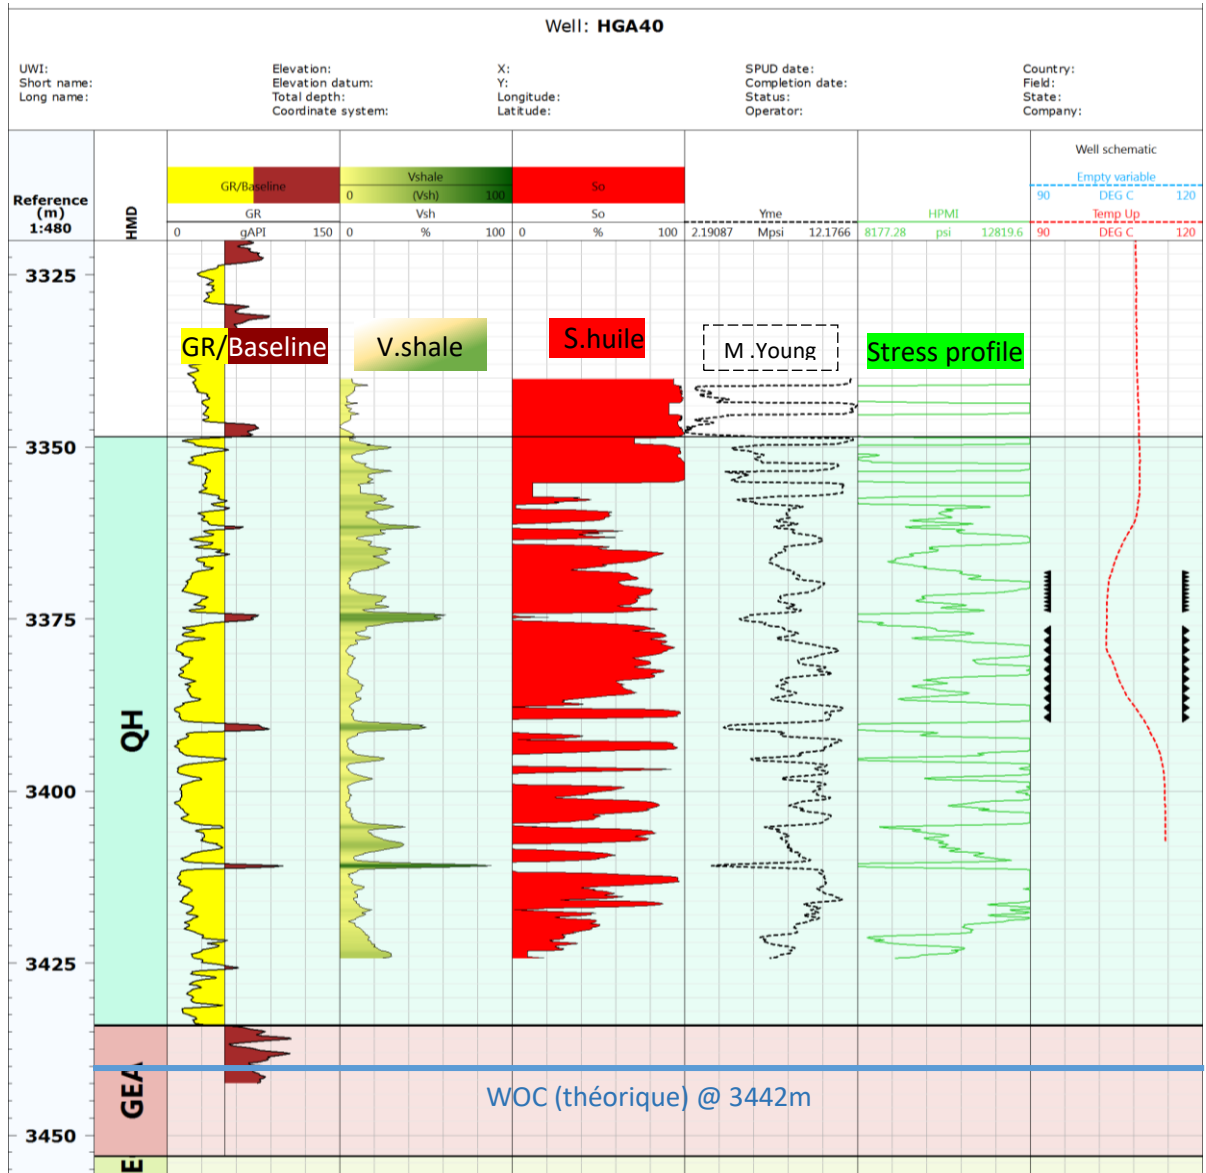 Well: HGA40
UWI: Elevation: X: SPUD date: Country:
Short name: Elevation datum: Y: Completion date: Field:
Long name: Total depth: Longitude: Status: State:
Coordinate system: Latitude: Operator: Company:
Reference
(m)
1:480
HMD
GR/Baseline
GR
0 gAPI 150
Vshale
0 (Vsh) 100
Vsh
0 % 100
So
So
0 % 100
Yme
2.19087 Mpsi 12.1766
HPMI
8177.28 psi 12819.6
Well schematic
Empty variable
90 DEG C 120
Temp Up
90 DEG C 120
3325
GR/Baseline V.shale S.huile M .Young Stress profile
3350
3375
QH
3400
3425
GEA
WOC (théorique) @ 3442m
3450
E